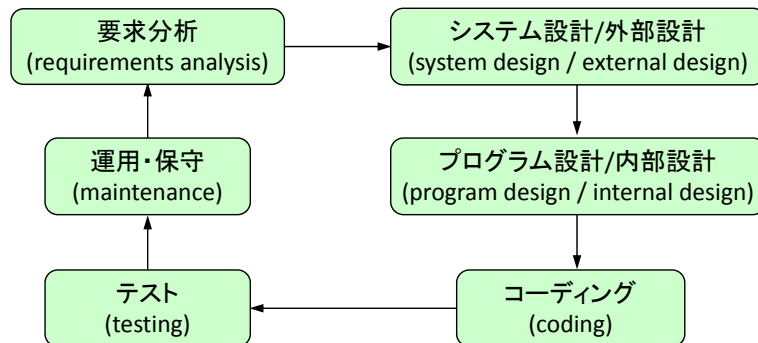 要求分析
(requirements analysis)
システム設計/外部設計
(system design / external design)
プログラム設計/内部設計
(program design / internal design)
コーディング
(coding)
テスト
(testing)
運用・保守
(maintenance)